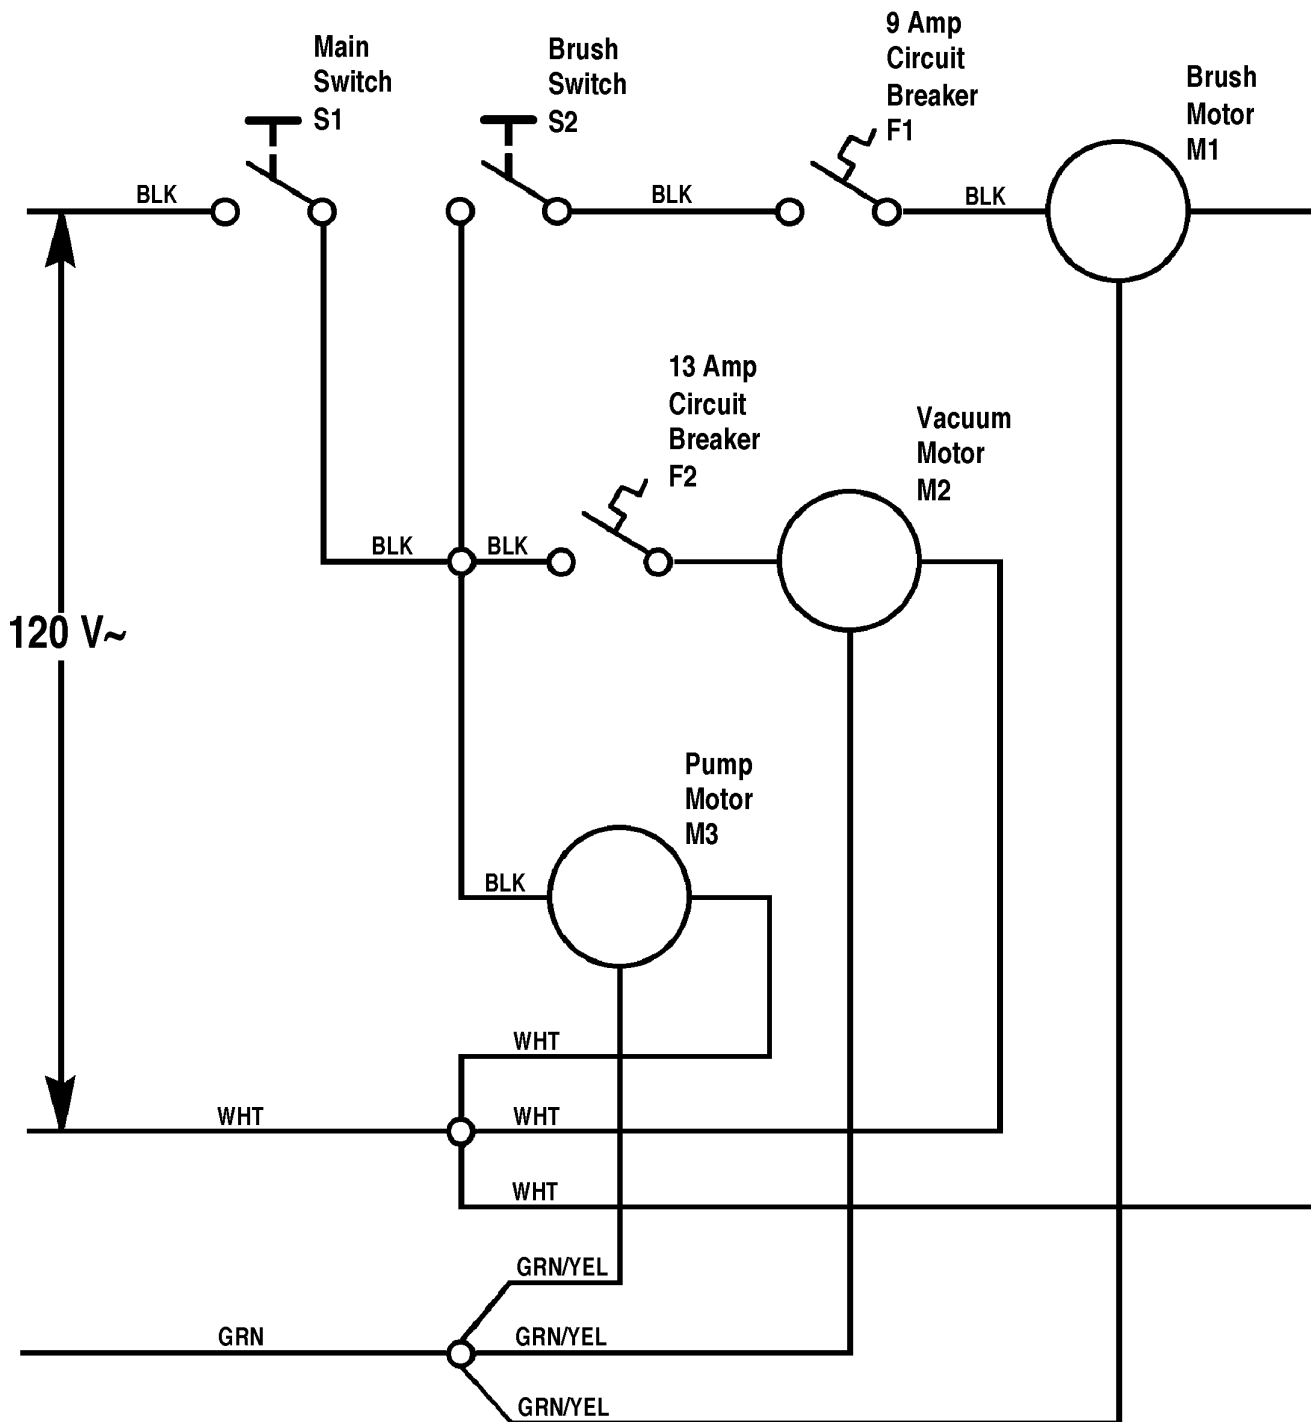 Main
Switch
S1
Brush
Switch
S2
9 Amp
Circuit
Breaker
F1
Brush
Motor
M1
BLK
BLK
BLK
13 Amp
Circuit
Breaker
F2
Vacuum
Motor
M2
BLK
BLK
120 V~
Pump
Motor
M3
BLK
WHT
WHT
WHT
WHT
GRN/YEL
GRN
GRN/YEL
GRN/YEL